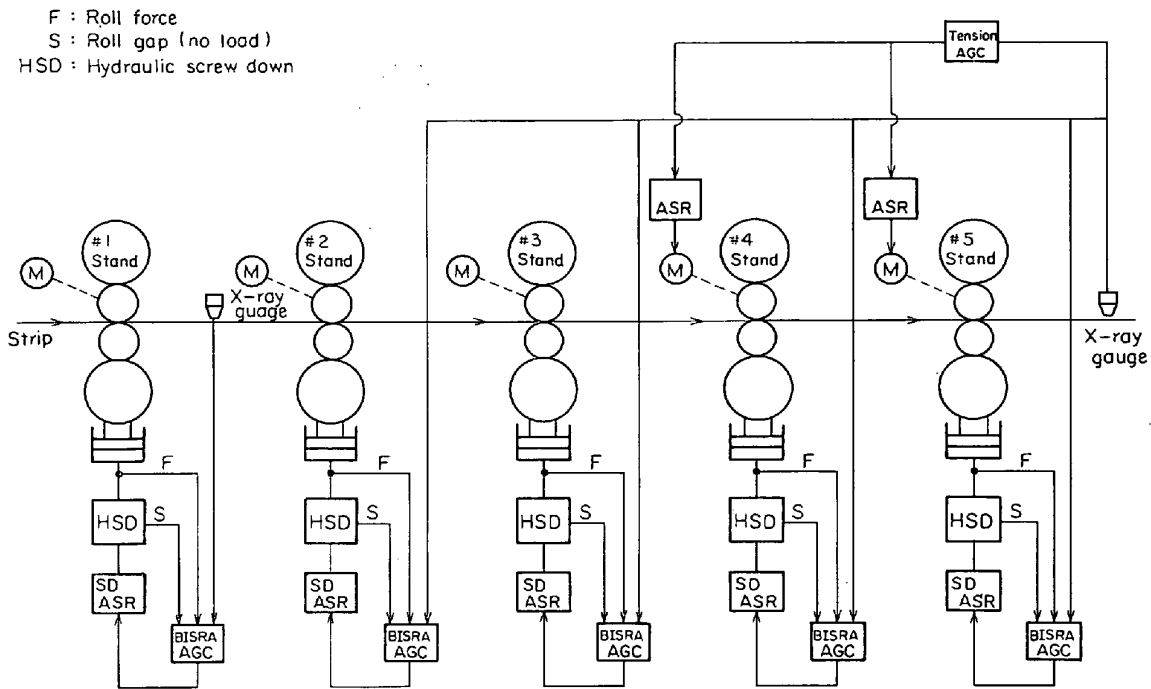 F : Roll force
S : Roll gap (no load)
HSD : Hydraulic screw down
Tension
AGC
ASR
ASR
#1
Stand
#2
Stand
#3
Stand
#4
Stand
#5
Stand
M
M
M
M
M
X-ray
guage
Strip
X-ray
gauge
F
F
F
F
F
HSD
S
HSD
S
HSD
S
HSD
S
HSD
S
SD
ASR
SD
ASR
SD
ASR
SD
ASR
SD
ASR
BISRA
AGC
BISRA
AGC
BISRA
AGC
BISRA
AGC
BISRA
AGC